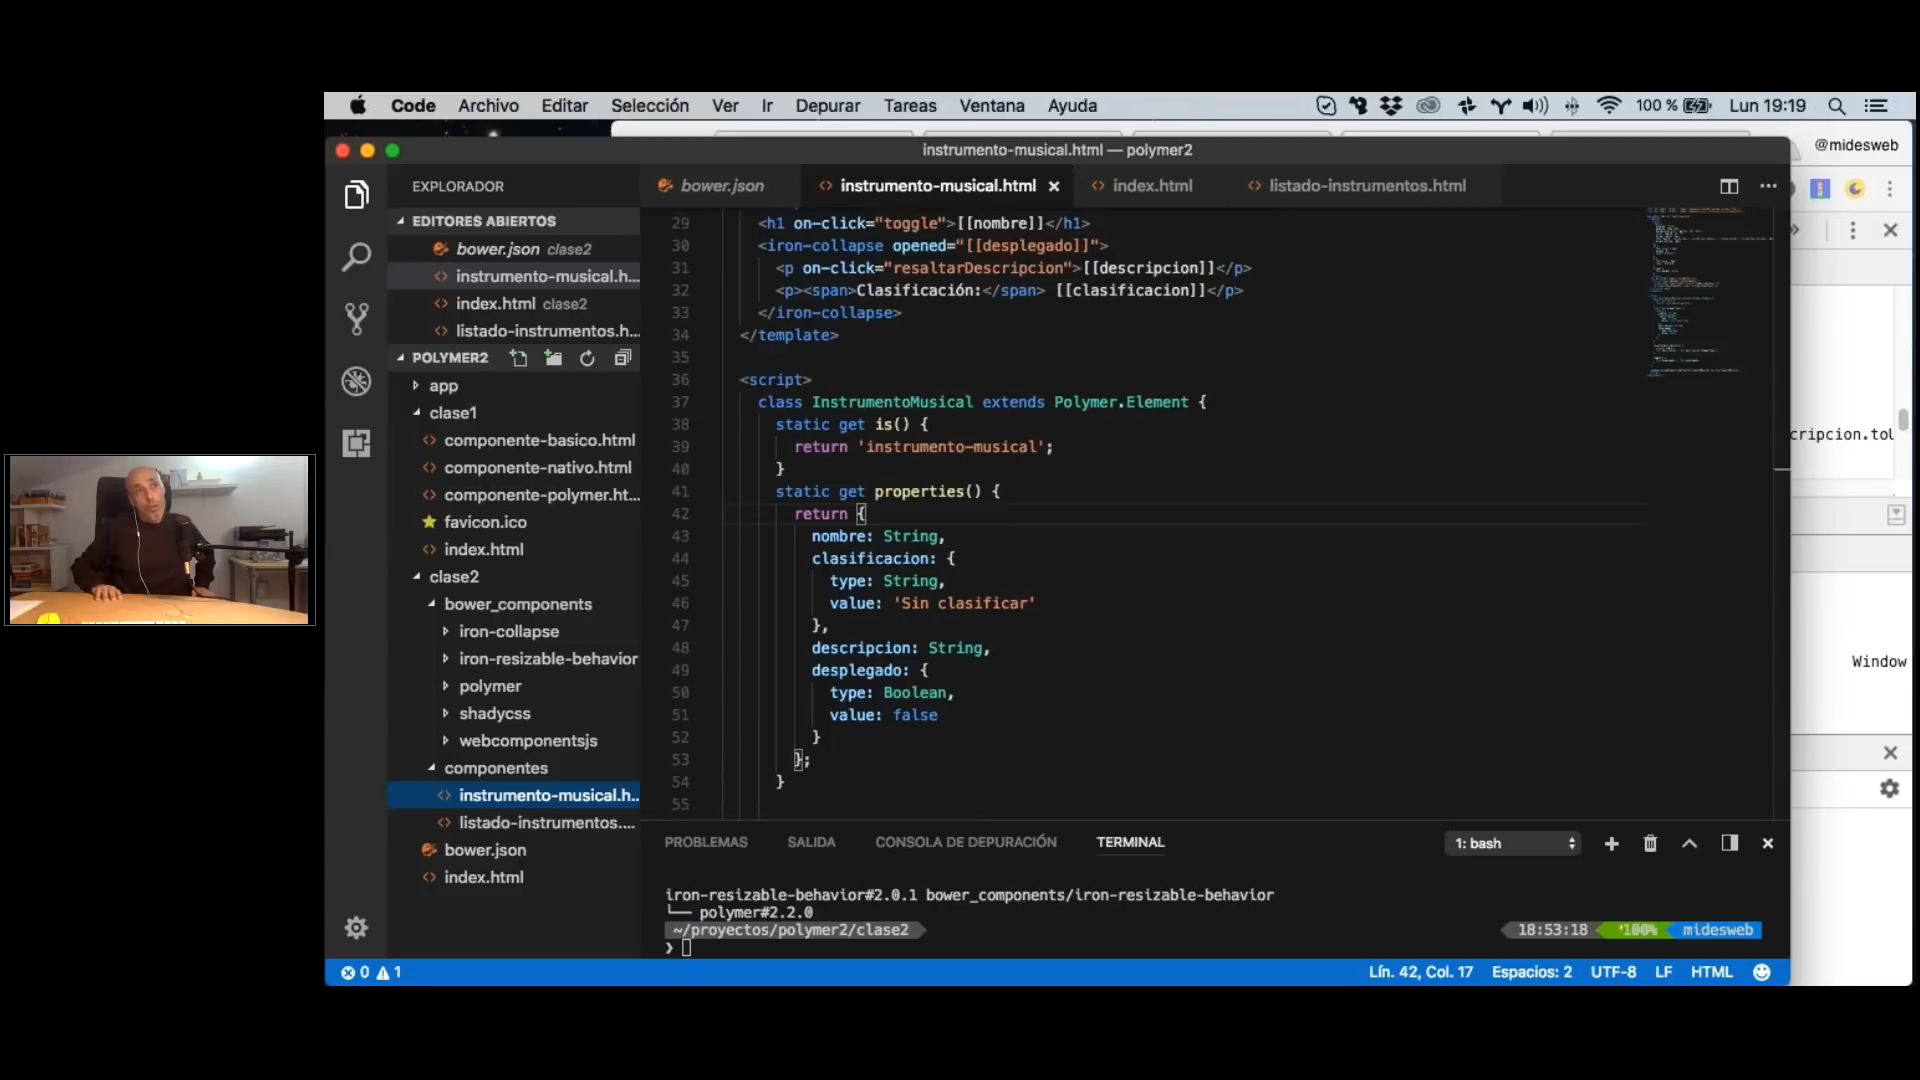 Code Archivo Editar Selección Ver Ir Depurar Tareas Ventana Ayuda 100 % Lun 19:19
@midesweb
instrumento-musical.html — polymer2
EXPLORADOR
bower.json instrumento-musical.html index.html listado-instrumentos.html
EDITORES ABIERTOS
bower.json clase2
instrumento-musical.h...
index.html clase2
listado-instrumentos.h...
POLYMER2
app
clase1
componente-basico.html
componente-nativo.html
componente-polymer.ht...
favicon.ico
index.html
clase2
bower_components
iron-collapse
iron-resizable-behavior
polymer
shadycss
webcomponentsjs
componentes
instrumento-musical.h..
listado-instrumentos....
bower.json
index.html
29 <h1 on-click="toggle">[[nombre]]</h1>
30 <iron-collapse opened="[[desplegado]]">
31 <p on-click="resaltarDescripcion">[[descripcion]]</p>
32 <p><span>Clasificación:</span> [[clasificacion]]</p>
33 </iron-collapse>
34 </template>
35
36 <script>
37 class InstrumentoMusical extends Polymer.Element {
38 static get is() {
39 return 'instrumento-musical';
40 }
41 static get properties() {
42 return {
43 nombre: String,
44 clasificacion: {
45 type: String,
46 value: 'Sin clasificar'
47 },
48 descripcion: String,
49 desplegado: {
50 type: Boolean,
51 value: false
52 }
53 };
54 }
55
cripcion.toU
Window
PROBLEMAS SALIDA CONSOLA DE DEPURACIÓN TERMINAL 1: bash
iron-resizable-behavior#2.0.1 bower_components/iron-resizable-behavior
└── polymer#2.2.0
~/proyectos/polymer2/clase2 18:53:18 100% midesweb
❯
0 1 Lín. 42, Col. 17 Espacios: 2 UTF-8 LF HTML